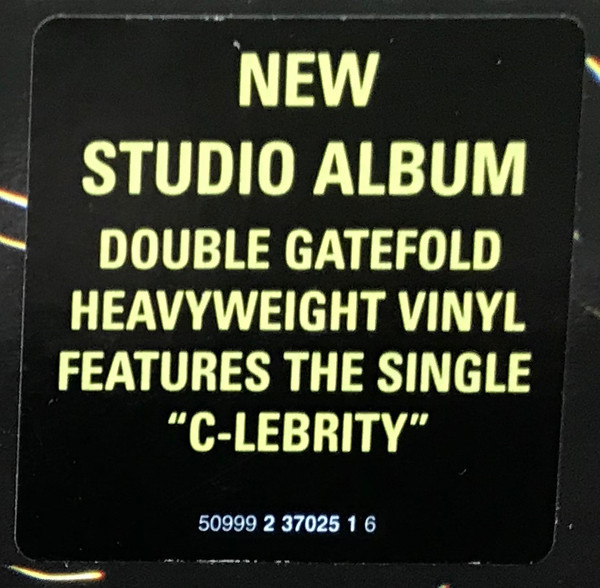 NEW
STUDIO ALBUM
DOUBLE GATEFOLD
HEAVYWEIGHT VINYL
FEATURES THE SINGLE
“C-LEBRITY”
50999 2 37025 1 6